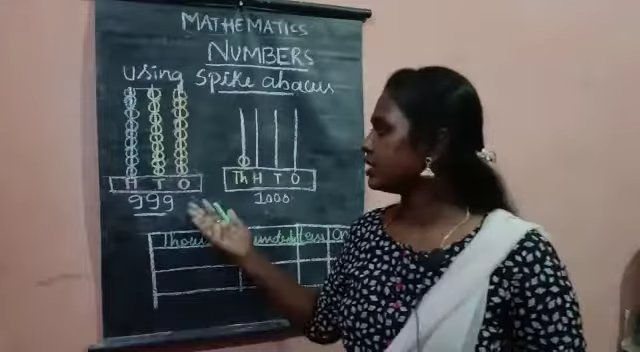 MATHEMATICS
NUMBERS
using Spike abacus
H T O
999
Th H T O
1000